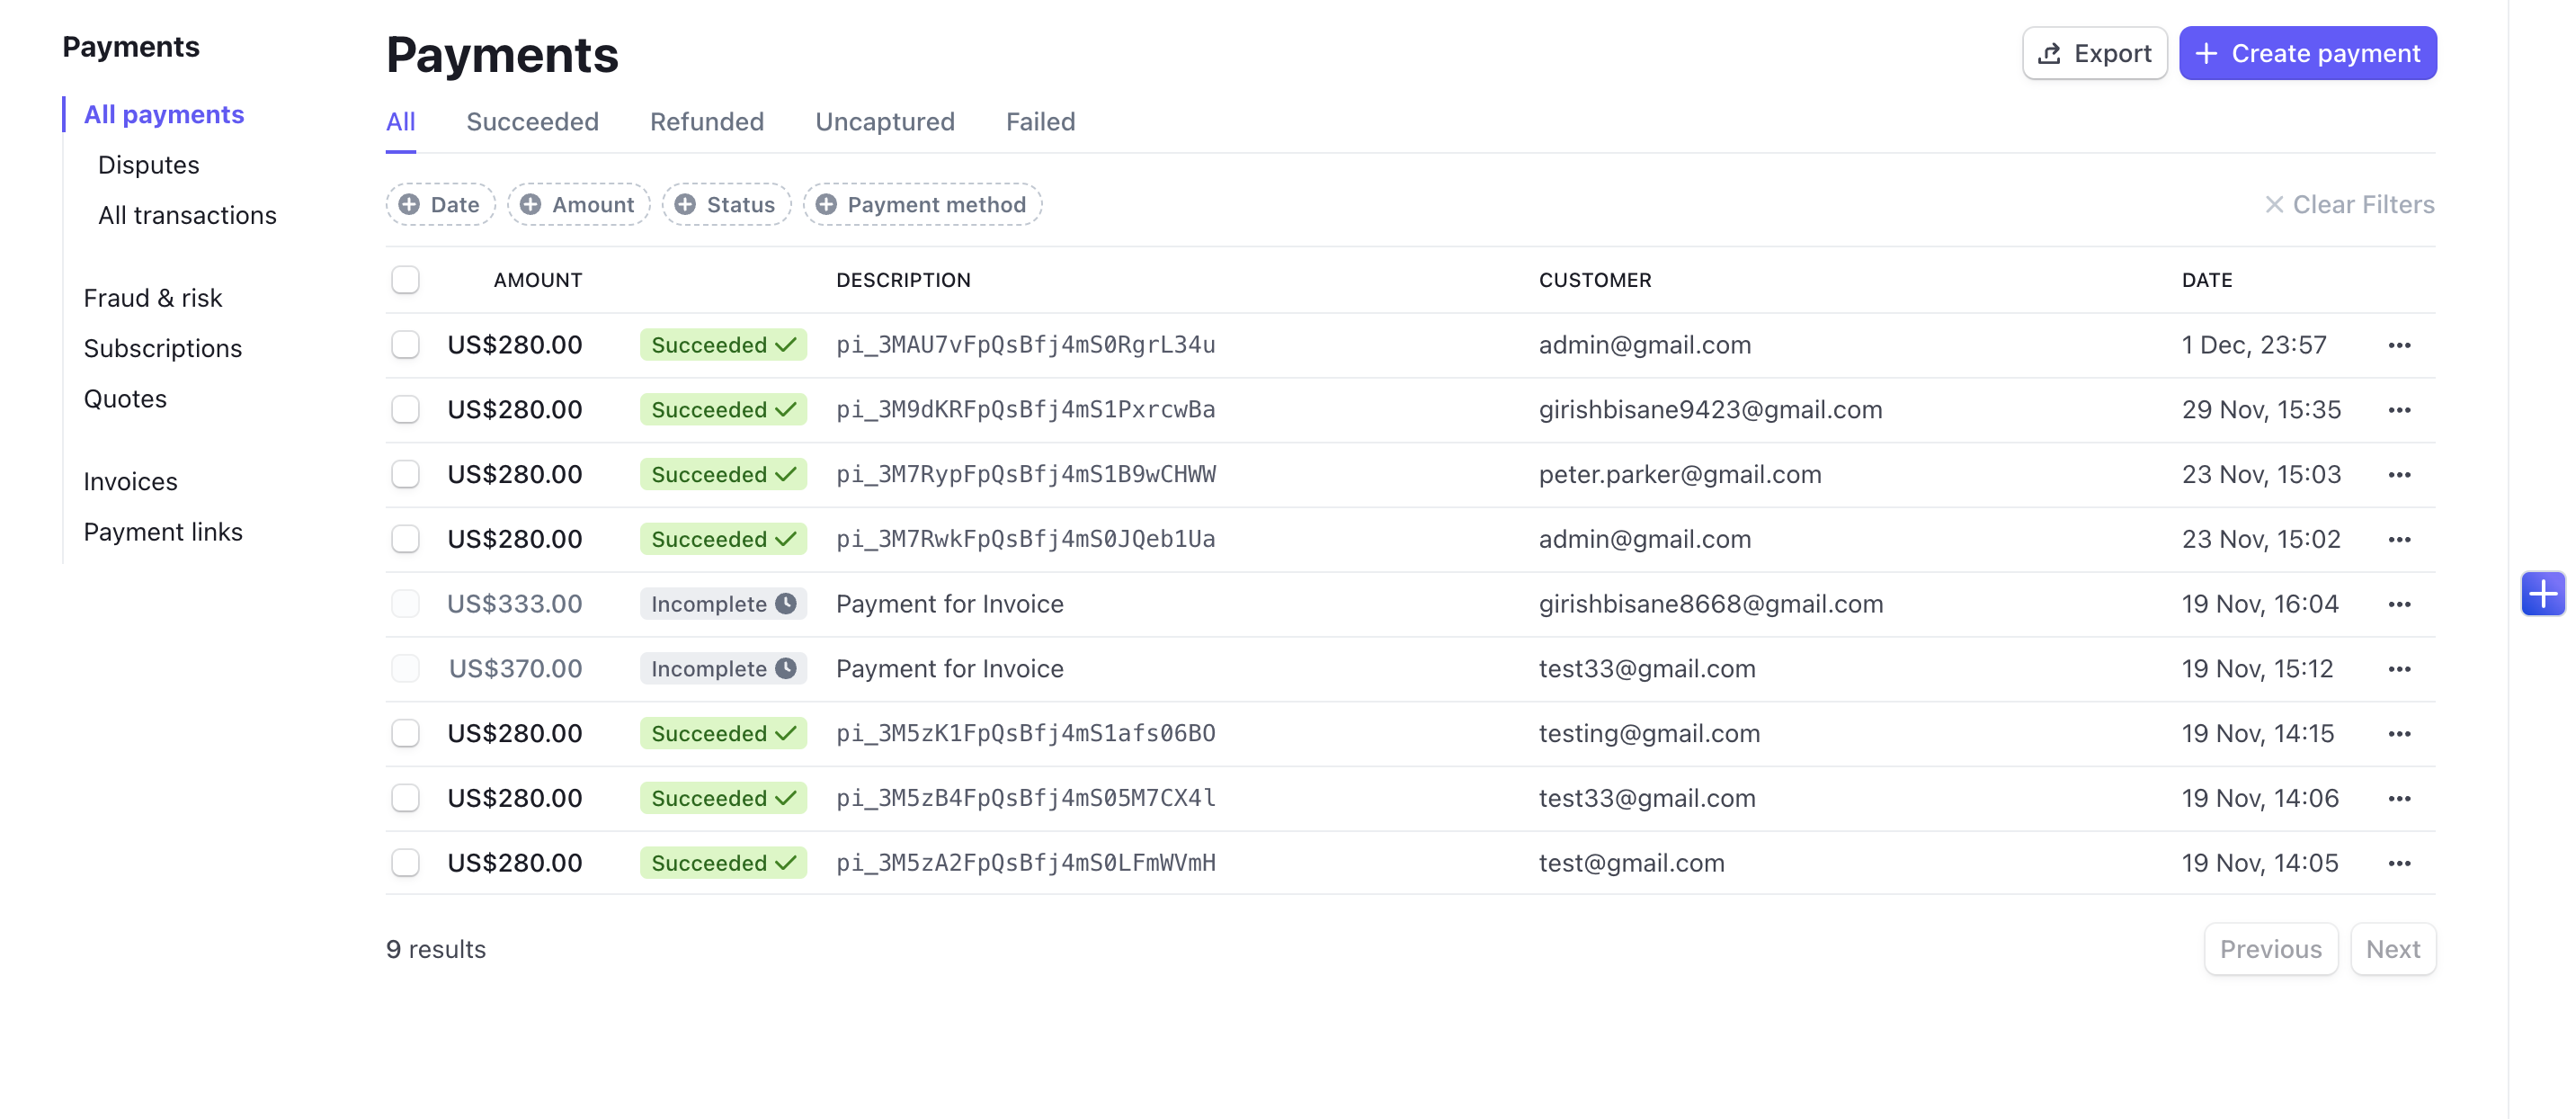 Payments
All payments
Disputes
All transactions
Fraud & risk
Subscriptions
Quotes
Invoices
Payment links
Payments
Export
Create payment
All Succeeded Refunded Uncaptured Failed
Date Amount Status Payment method Clear Filters
AMOUNT DESCRIPTION CUSTOMER DATE
US$280.00 Succeeded pi_3MAU7vFpQsBfj4mS0RgrL34u admin@gmail.com 1 Dec, 23:57
US$280.00 Succeeded pi_3M9dKRFpQsBfj4mS1PxrcwBa girishbisane9423@gmail.com 29 Nov, 15:35
US$280.00 Succeeded pi_3M7RypFpQsBfj4mS1B9wCHWW peter.parker@gmail.com 23 Nov, 15:03
US$280.00 Succeeded pi_3M7RwkFpQsBfj4mS0JQeb1Ua admin@gmail.com 23 Nov, 15:02
US$333.00 Incomplete Payment for Invoice girishbisane8668@gmail.com 19 Nov, 16:04
US$370.00 Incomplete Payment for Invoice test33@gmail.com 19 Nov, 15:12
US$280.00 Succeeded pi_3M5zK1FpQsBfj4mS1afs06BO testing@gmail.com 19 Nov, 14:15
US$280.00 Succeeded pi_3M5zB4FpQsBfj4mS05M7CX4l test33@gmail.com 19 Nov, 14:06
US$280.00 Succeeded pi_3M5zA2FpQsBfj4mS0LFmWVmH test@gmail.com 19 Nov, 14:05
9 results Previous Next